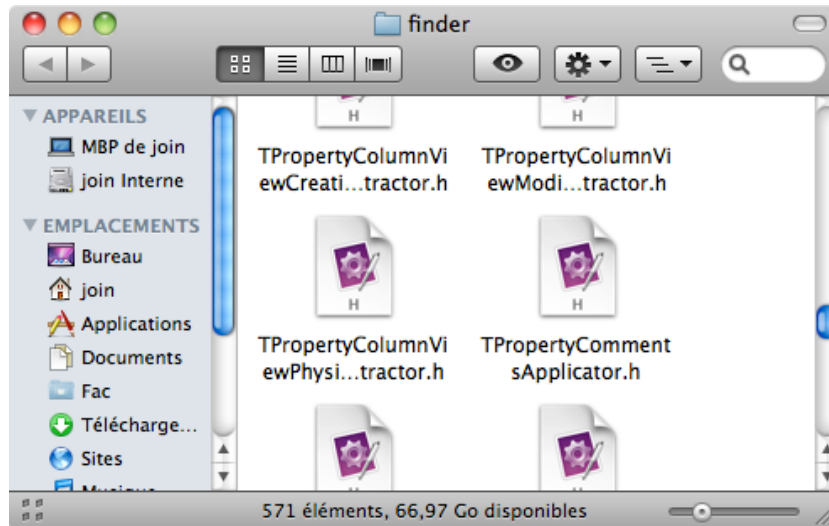 finder
APPAREILS
MBP de join
join Interne
EMPLACEMENTS
Bureau
join
Applications
Documents
Fac
Télécharge...
Sites
Musique
H
H
TPropertyColumnVi
ewCreati...tractor.h
TPropertyColumnVi
ewModi...tractor.h
H
H
TPropertyColumnVi
ewPhysi...tractor.h
TPropertyComment
sApplicator.h
H
H
571 éléments, 66,97 Go disponibles